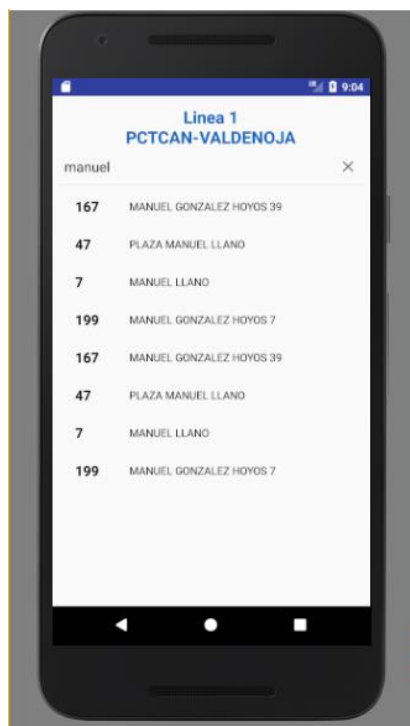 9:04
Linea 1
PCTCAN-VALDENOJA
manuel
167 MANUEL GONZALEZ HOYOS 39
47 PLAZA MANUEL LLANO
7 MANUEL LLANO
199 MANUEL GONZALEZ HOYOS 7
167 MANUEL GONZALEZ HOYOS 39
47 PLAZA MANUEL LLANO
7 MANUEL LLANO
199 MANUEL GONZALEZ HOYOS 7